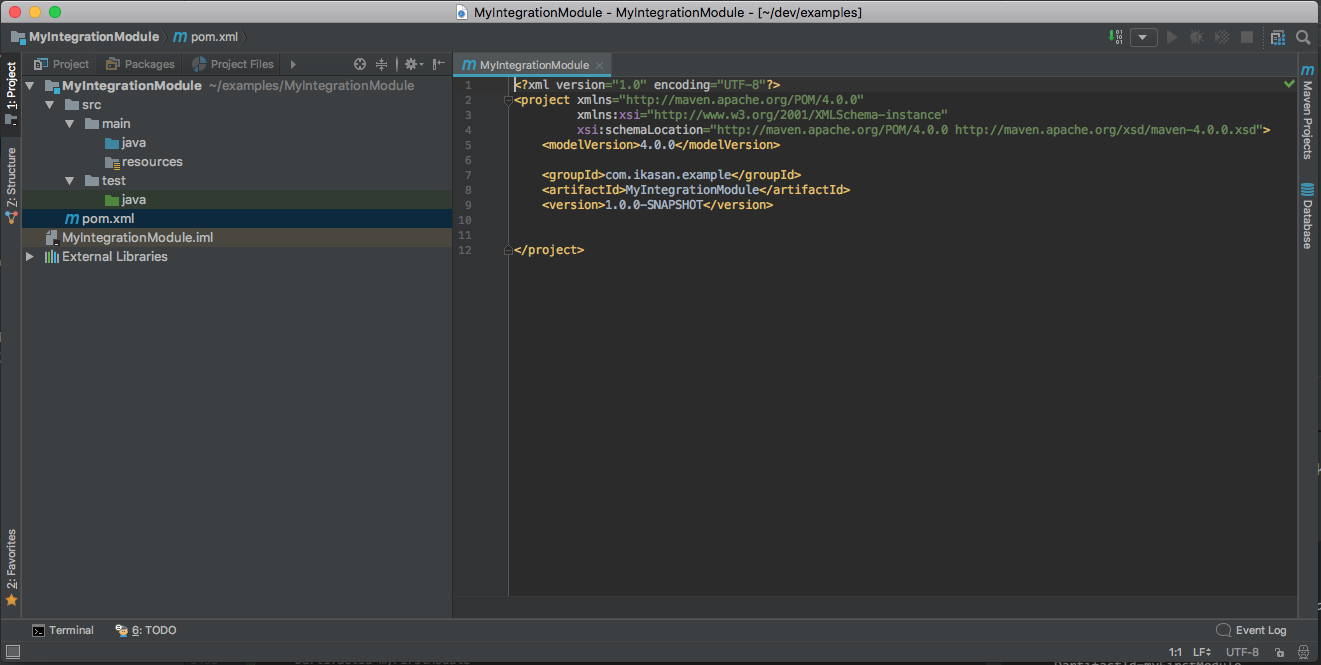 MyIntegrationModule - MyIntegrationModule - [~/dev/examples]
MyIntegrationModule
pom.xml
1: Project
Z: Structure
2: Favorites
Project
Packages
Project Files
MyIntegrationModule ~/examples/MyIntegrationModule
src
main
java
resources
test
java
pom.xml
MyIntegrationModule.iml
External Libraries
MyIntegrationModule
1 <?xml version="1.0" encoding="UTF-8"?>
2 <project xmlns="http://maven.apache.org/POM/4.0.0"
3 xmlns:xsi="http://www.w3.org/2001/XMLSchema-instance"
4 xsi:schemaLocation="http://maven.apache.org/POM/4.0.0 http://maven.apache.org/xsd/maven-4.0.0.xsd">
5 <modelVersion>4.0.0</modelVersion>
6
7 <groupId>com.ikasan.example</groupId>
8 <artifactId>MyIntegrationModule</artifactId>
9 <version>1.0.0-SNAPSHOT</version>
10
11
12 </project>
Maven Projects
Database
Terminal
6: TODO
Event Log
1:1 LF UTF-8